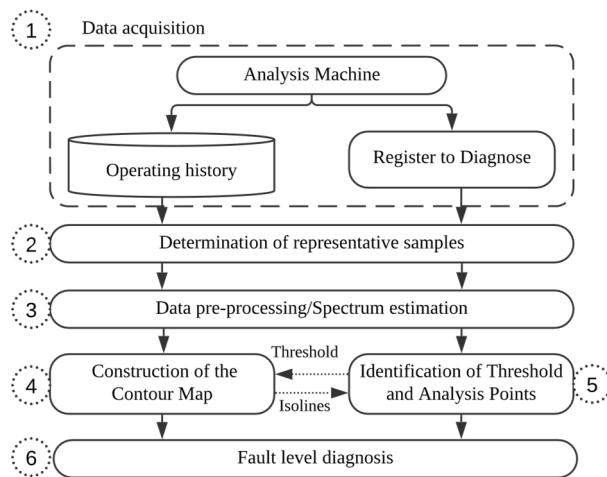 1
Data acquisition
Analysis Machine
Operating history
Register to Diagnose
2
Determination of representative samples
3
Data pre-processing/Spectrum estimation
4
Construction of the
Contour Map
Threshold
Isolines
Identification of Threshold
and Analysis Points
5
6
Fault level diagnosis